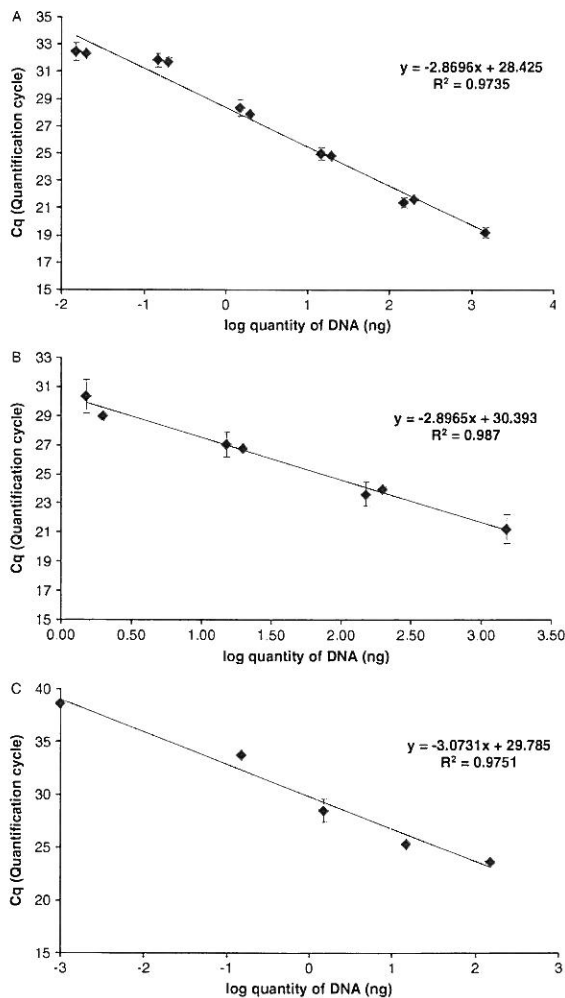 A
35
33
31
29
27
25
23
21
19
17
15
Cq (Quantification cycle)
y = -2.8696x + 28.425
R² = 0.9735
-2 -1 0 1 2 3 4
log quantity of DNA (ng)
B
33
31
29
27
25
23
21
19
17
15
Cq (Quantification cycle)
y = -2.8965x + 30.393
R² = 0.987
0.00 0.50 1.00 1.50 2.00 2.50 3.00 3.50
log quantity of DNA (ng)
C
40
35
30
25
20
15
Cq (Quantification cycle)
y = -3.0731x + 29.785
R² = 0.9751
-3 -2 -1 0 1 2 3
log quantity of DNA (ng)